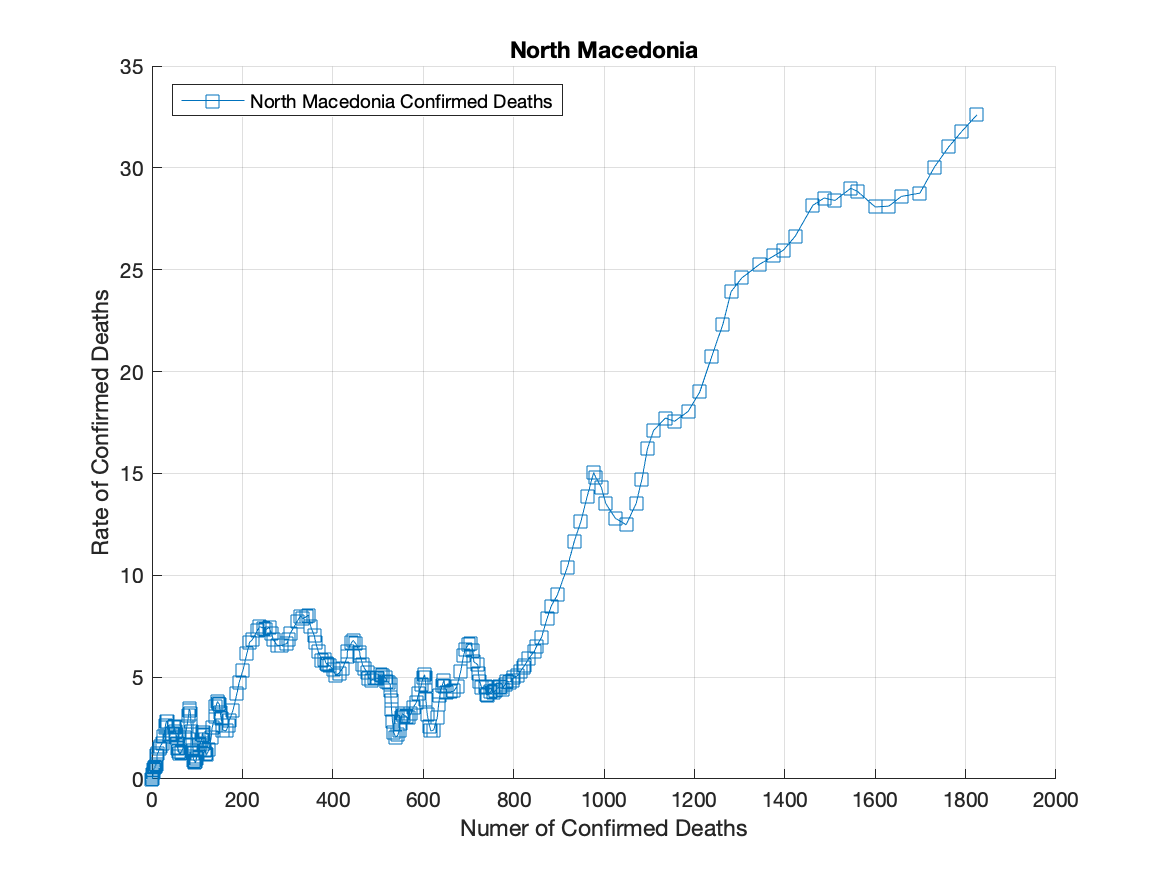 North Macedonia
North Macedonia Confirmed Deaths
35
30
25
20
15
10
5
0
Rate of Confirmed Deaths
0 200 400 600 800 1000 1200 1400 1600 1800 2000
Numer of Confirmed Deaths